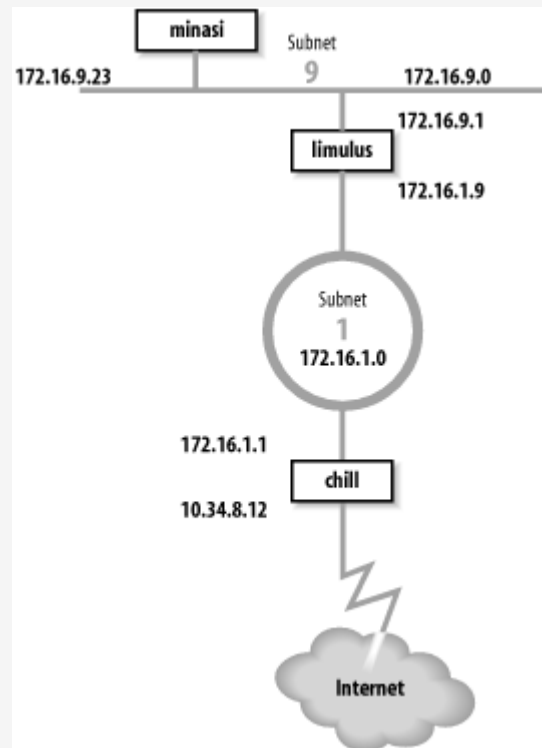 minasi
Subnet
9
172.16.9.23
172.16.9.0
172.16.9.1
limulus
172.16.1.9
Subnet
1
172.16.1.0
172.16.1.1
chill
10.34.8.12
Internet